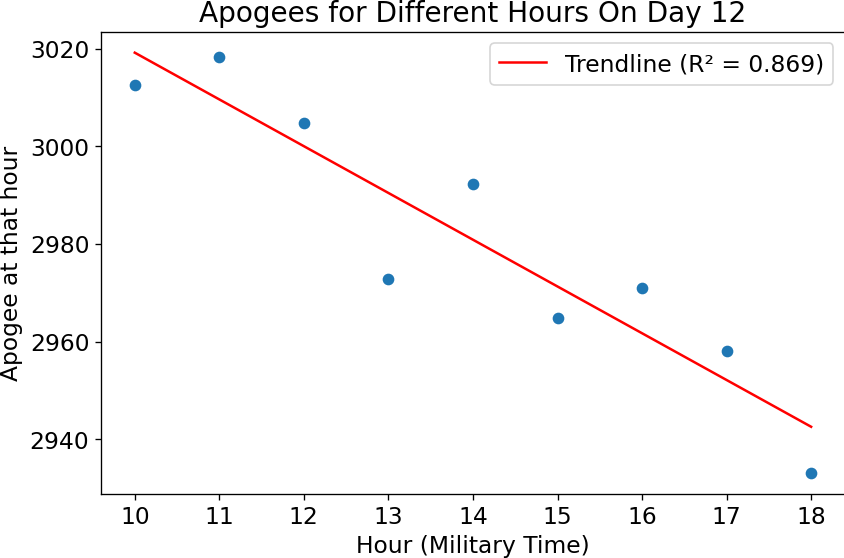 Apogees for Different Hours On Day 12
Trendline (R² = 0.869)
Apogee at that hour
3020
3000
2980
2960
2940
10 11 12 13 14 15 16 17 18
Hour (Military Time)